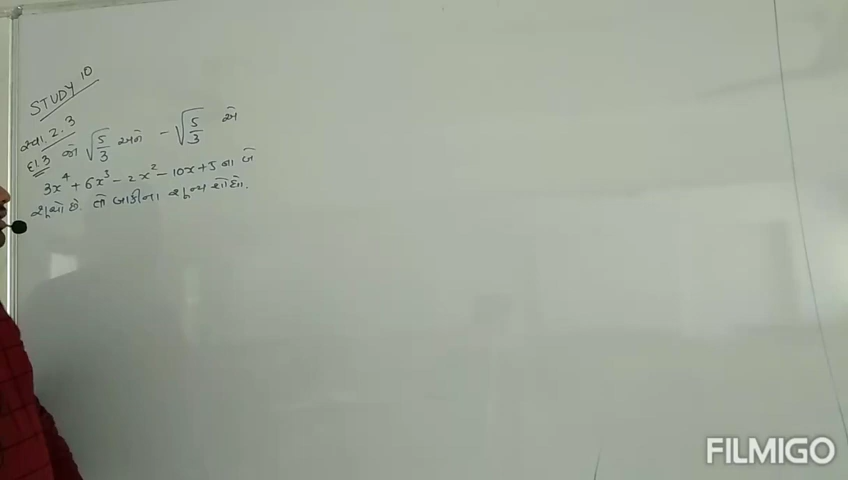 STUDY 10
સ્વા. 2.3
દા.3 જો √5/3 અને - √5/3 એ
3x⁴ + 6x³ - 2x² - 10x + 5 ના બે
શૂન્યો છે. તો બાકીના શૂન્ય શોધો.
FILMIGO